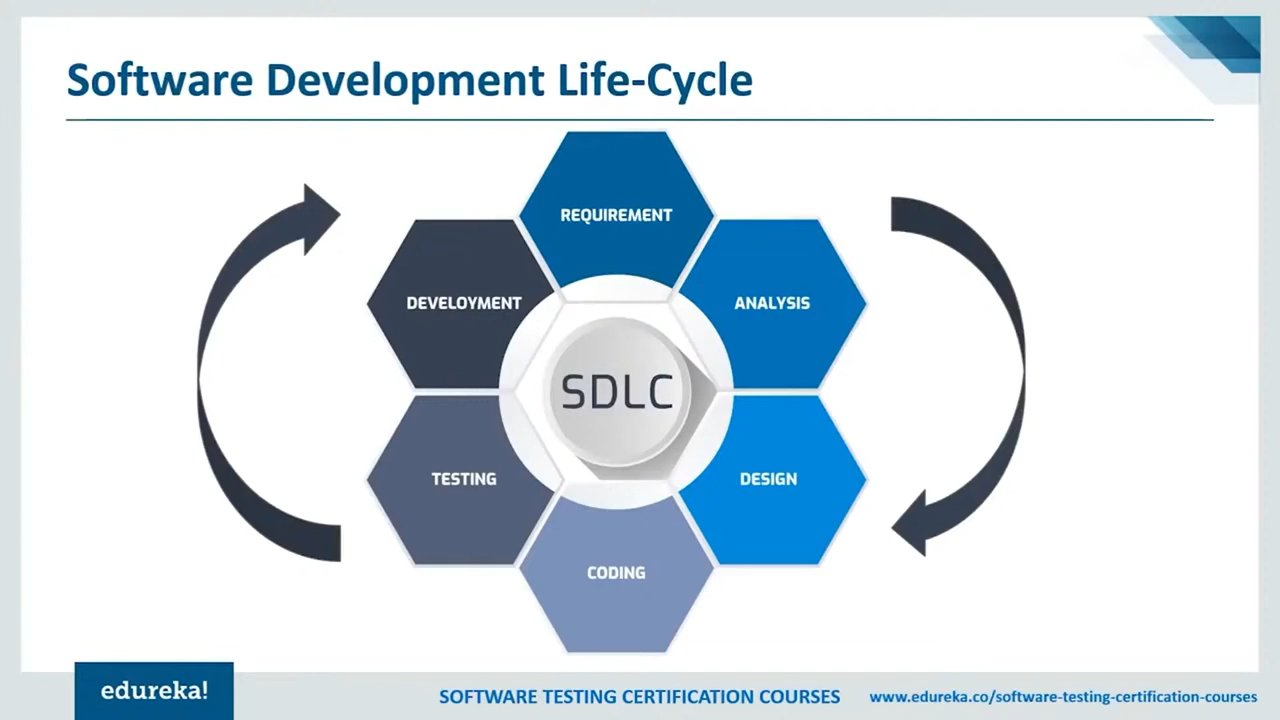 Software Development Life-Cycle
REQUIREMENT
DEVELOYMENT
ANALYSIS
SDLC
TESTING
DESIGN
CODING
edureka!
SOFTWARE TESTING CERTIFICATION COURSES
www.edureka.co/software-testing-certification-courses